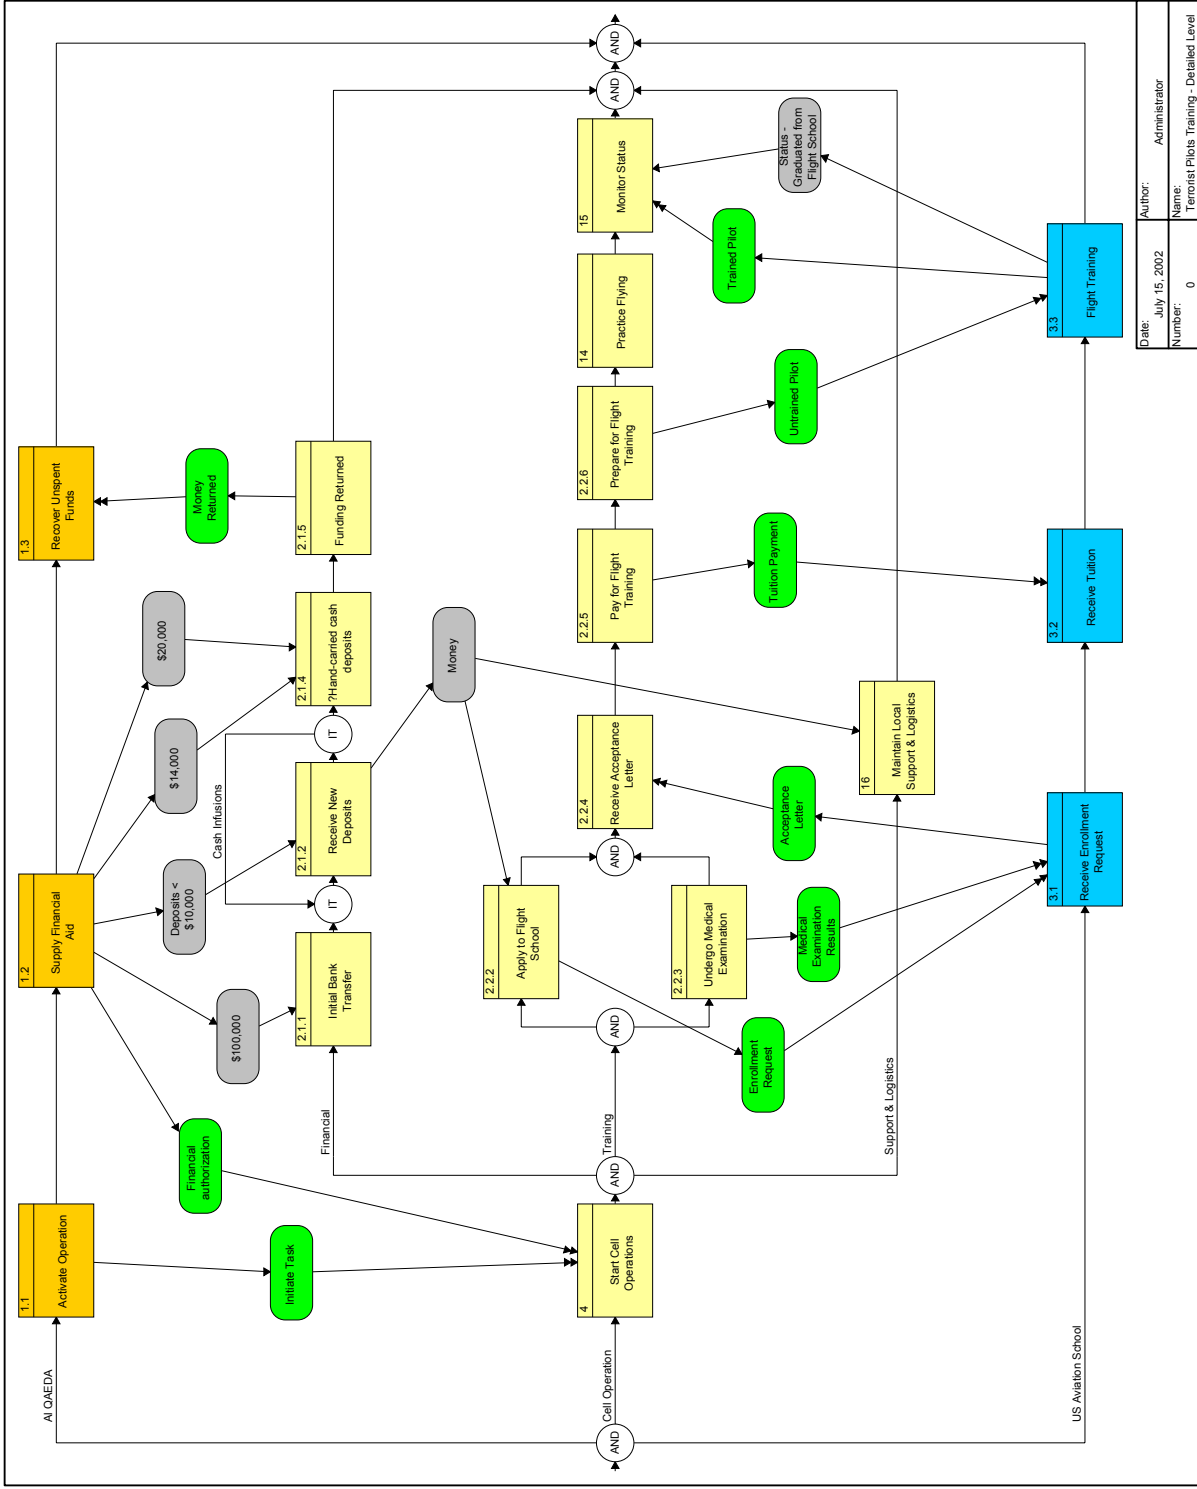 Al QAEDA
1.1
Activate Operation
1.2
Supply Financial
Aid
1.3
Recover Unspent
Funds
Initiate Task
Financial
authorization
$100,000
Deposits <
$10,000
$14,000
$20,000
Money
Returned
Financial
2.1.1
Initial Bank
Transfer
IT
Cash Infusions
2.1.2
Receive New
Deposits
IT
2.1.4
?Hand-carried cash
deposits
2.1.5
Funding Returned
Money
AND
Cell Operation
4
Start Cell
Operations
AND
Training
AND
2.2.2
Apply to Flight
School
2.2.3
Undergo Medical
Examination
AND
2.2.4
Receive Acceptance
Letter
2.2.5
Pay for Flight
Training
2.2.6
Prepare for Flight
Training
14
Practice Flying
15
Monitor Status
AND
AND
Enrollment
Request
Medical
Examination
Results
Acceptance
Letter
Tuition Payment
Untrained Pilot
Trained Pilot
Status -
Graduated from
Flight School
Support & Logistics
16
Maintain Local
Support & Logistics
US Aviation School
3.1
Receive Enrollment
Request
3.2
Receive Tuition
3.3
Flight Training
Date:
July 15, 2002
Author:
Administrator
Number:
0
Name:
Terrorist Pilots Training - Detailed Level